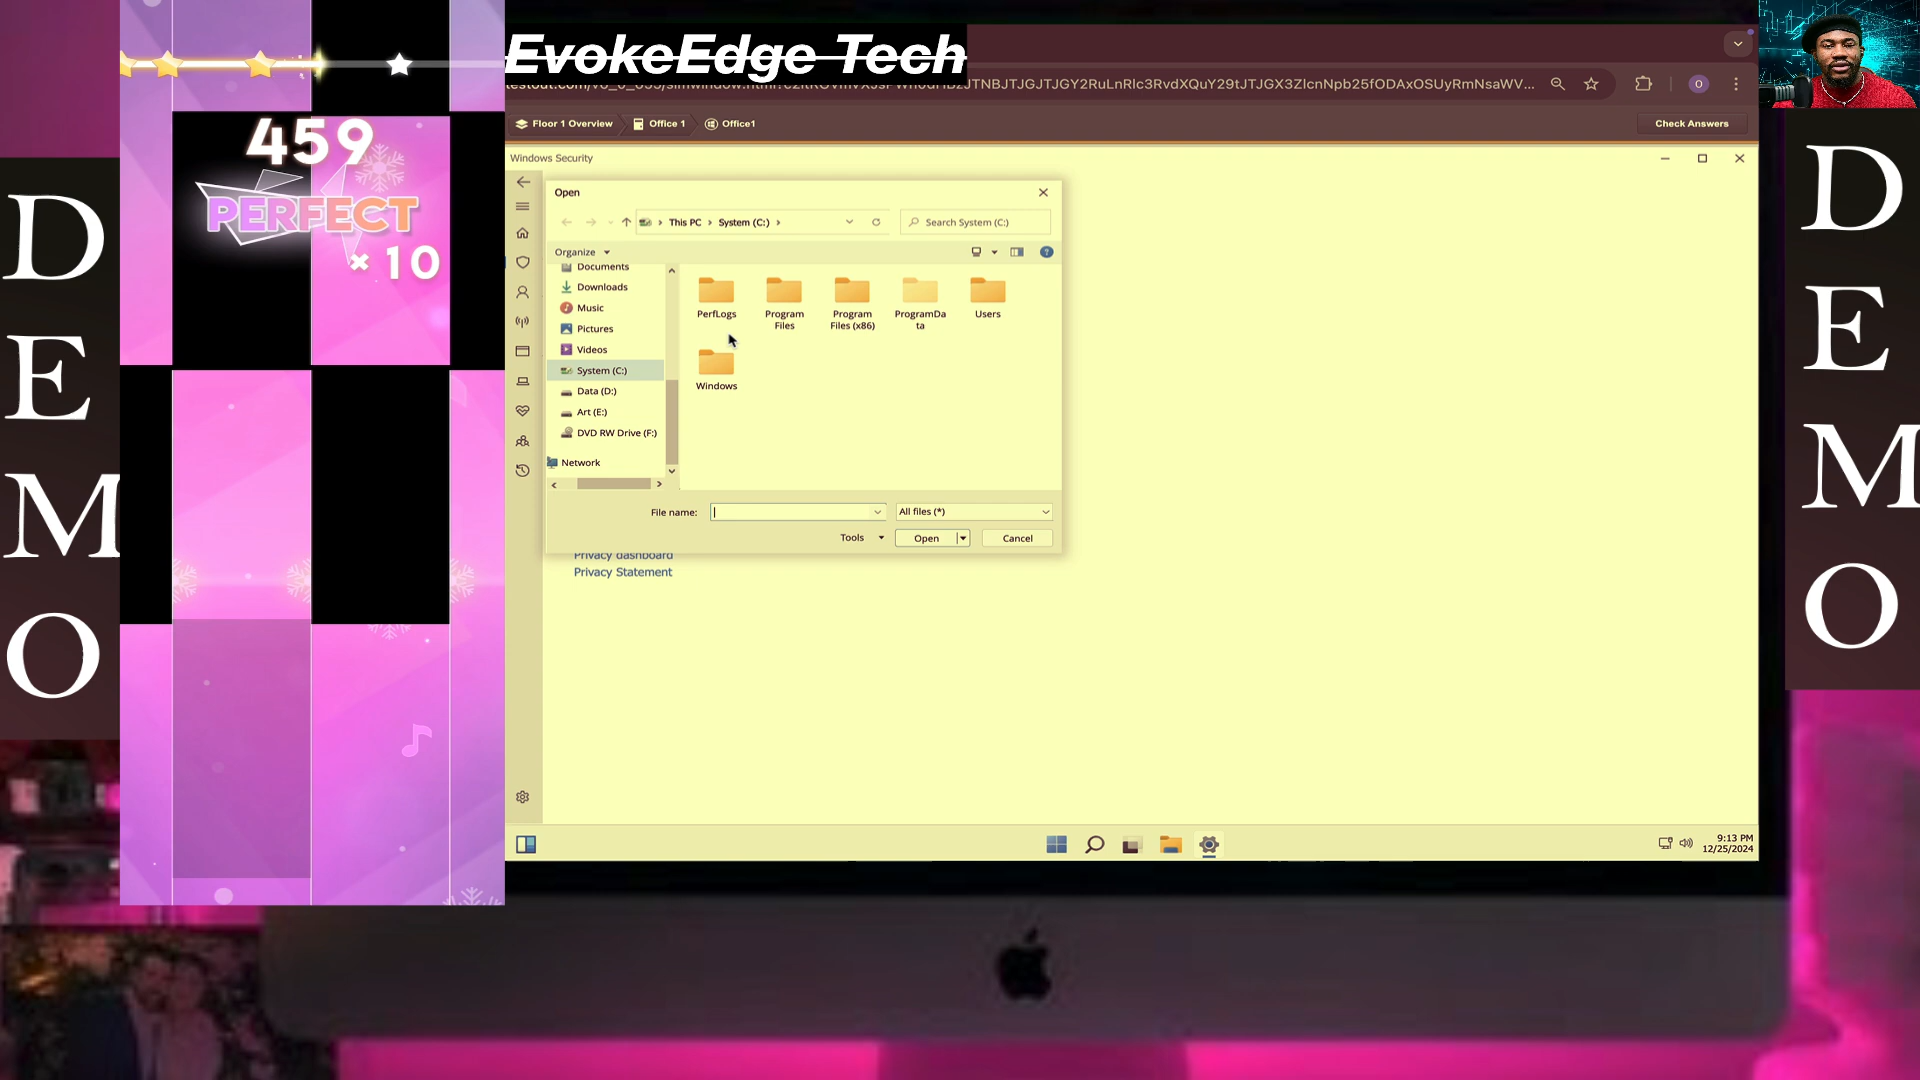 EvokeEdge Tech
459
PERFECT
×10
D
E
M
O
Floor 1 Overview
Office 1
Office1
Check Answers
O
Windows Security
Open
This PC
System (C:)
Search System (C:)
Organize
Documents
Downloads
Music
Pictures
Videos
System (C:)
Data (D:)
Art (E:)
DVD RW Drive (F:)
Network
PerfLogs
Program
Files
Program
Files (x86)
ProgramDa
ta
Users
Windows
File name:
All files (*)
Tools
Open
Cancel
Privacy dashboard
Privacy Statement
9:13 PM
12/25/2024
D
E
M
O